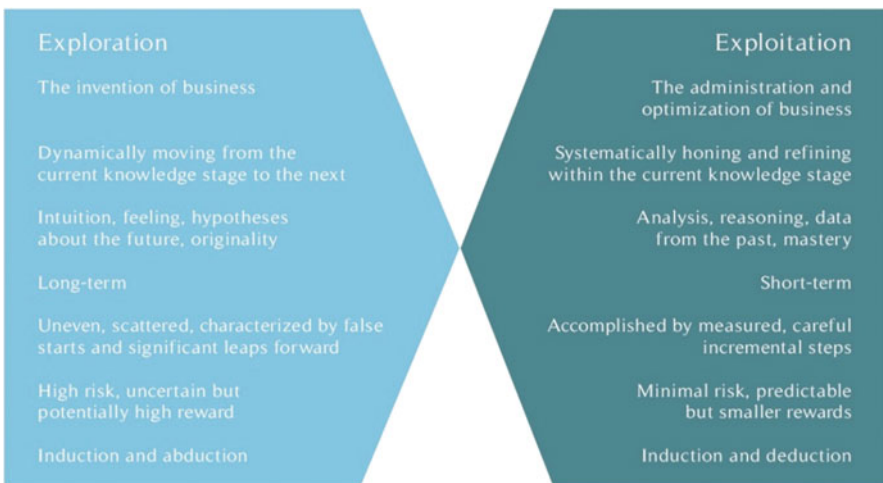 Exploration
The invention of business
Dynamically moving from the
current knowledge stage to the next
Intuition, feeling, hypotheses
about the future, originality
Long-term
Uneven, scattered, characterized by false
starts and significant leaps forward
High risk, uncertain but
potentially high reward
Induction and abduction
Exploitation
The administration and
optimization of business
Systematically honing and refining
within the current knowledge stage
Analysis, reasoning, data
from the past, mastery
Short-term
Accomplished by measured, careful
incremental steps
Minimal risk, predictable
but smaller rewards
Induction and deduction